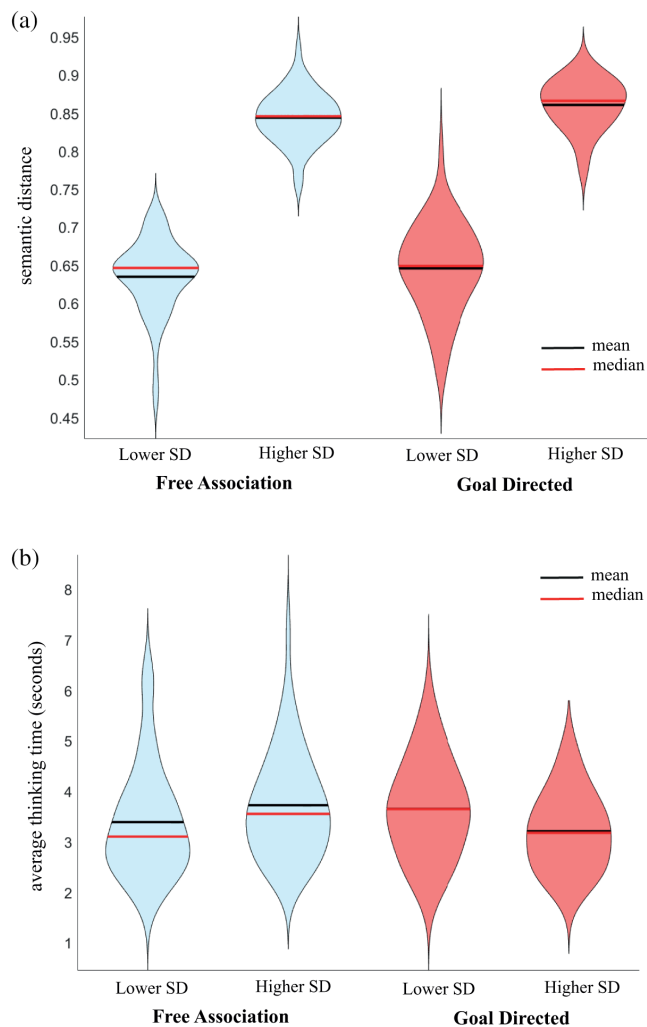 (a)
0.95
0.9
0.85
0.8
0.75
0.7
0.65
0.6
0.55
0.5
0.45
semantic distance
mean
median
Lower SD Higher SD Lower SD Higher SD
Free Association Goal Directed
(b)
8
7
6
5
4
3
2
1
average thinking time (seconds)
mean
median
Lower SD Higher SD Lower SD Higher SD
Free Association Goal Directed